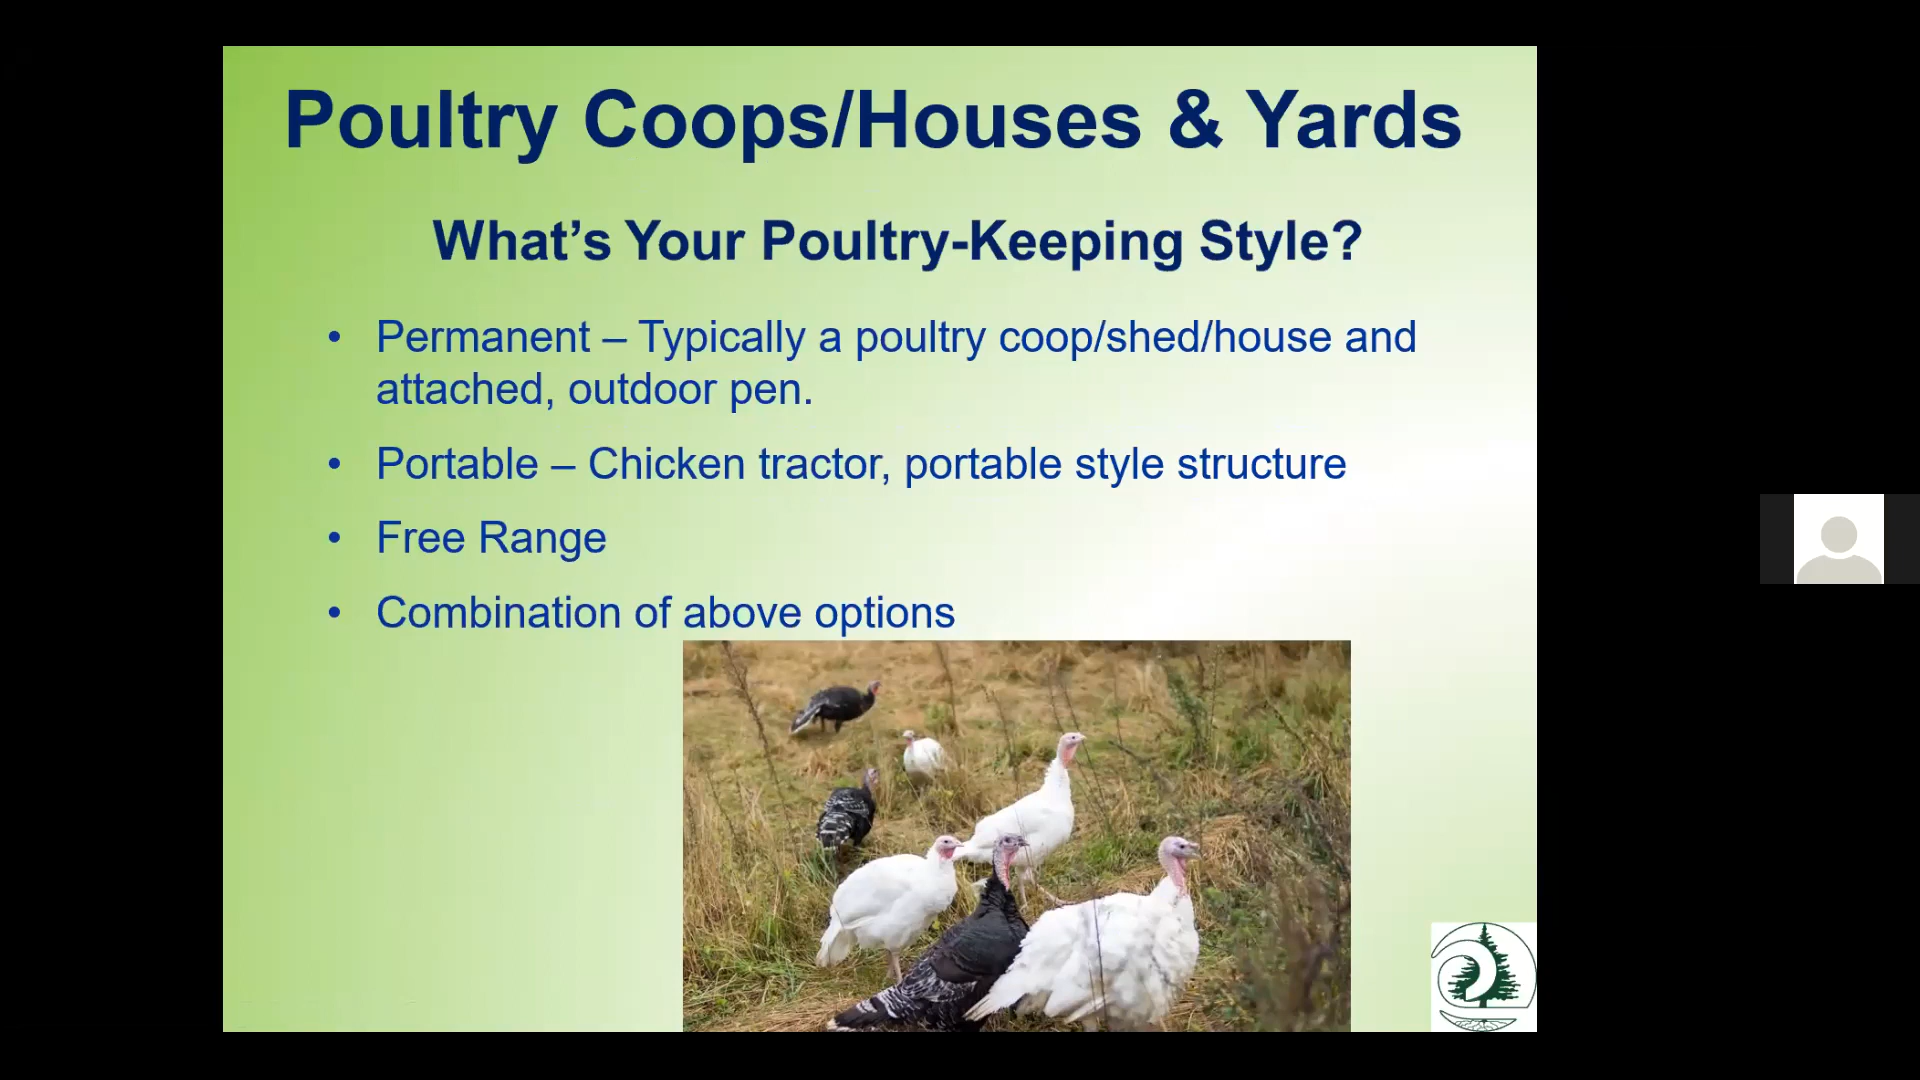 Poultry Coops/Houses & Yards
What’s Your Poultry-Keeping Style?
• Permanent – Typically a poultry coop/shed/house and
attached, outdoor pen.
• Portable – Chicken tractor, portable style structure
• Free Range
• Combination of above options